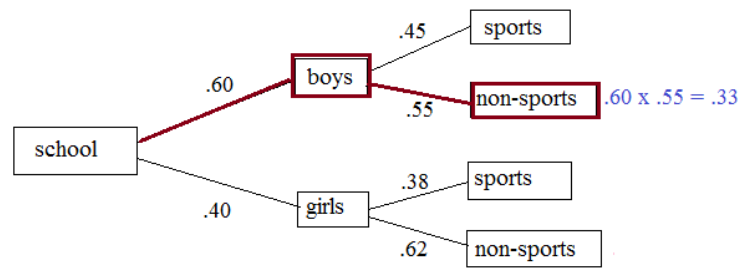 .45
sports
.60
boys
.55
non-sports
.60 x .55 = .33
school
.40
girls
.38
sports
.62
non-sports